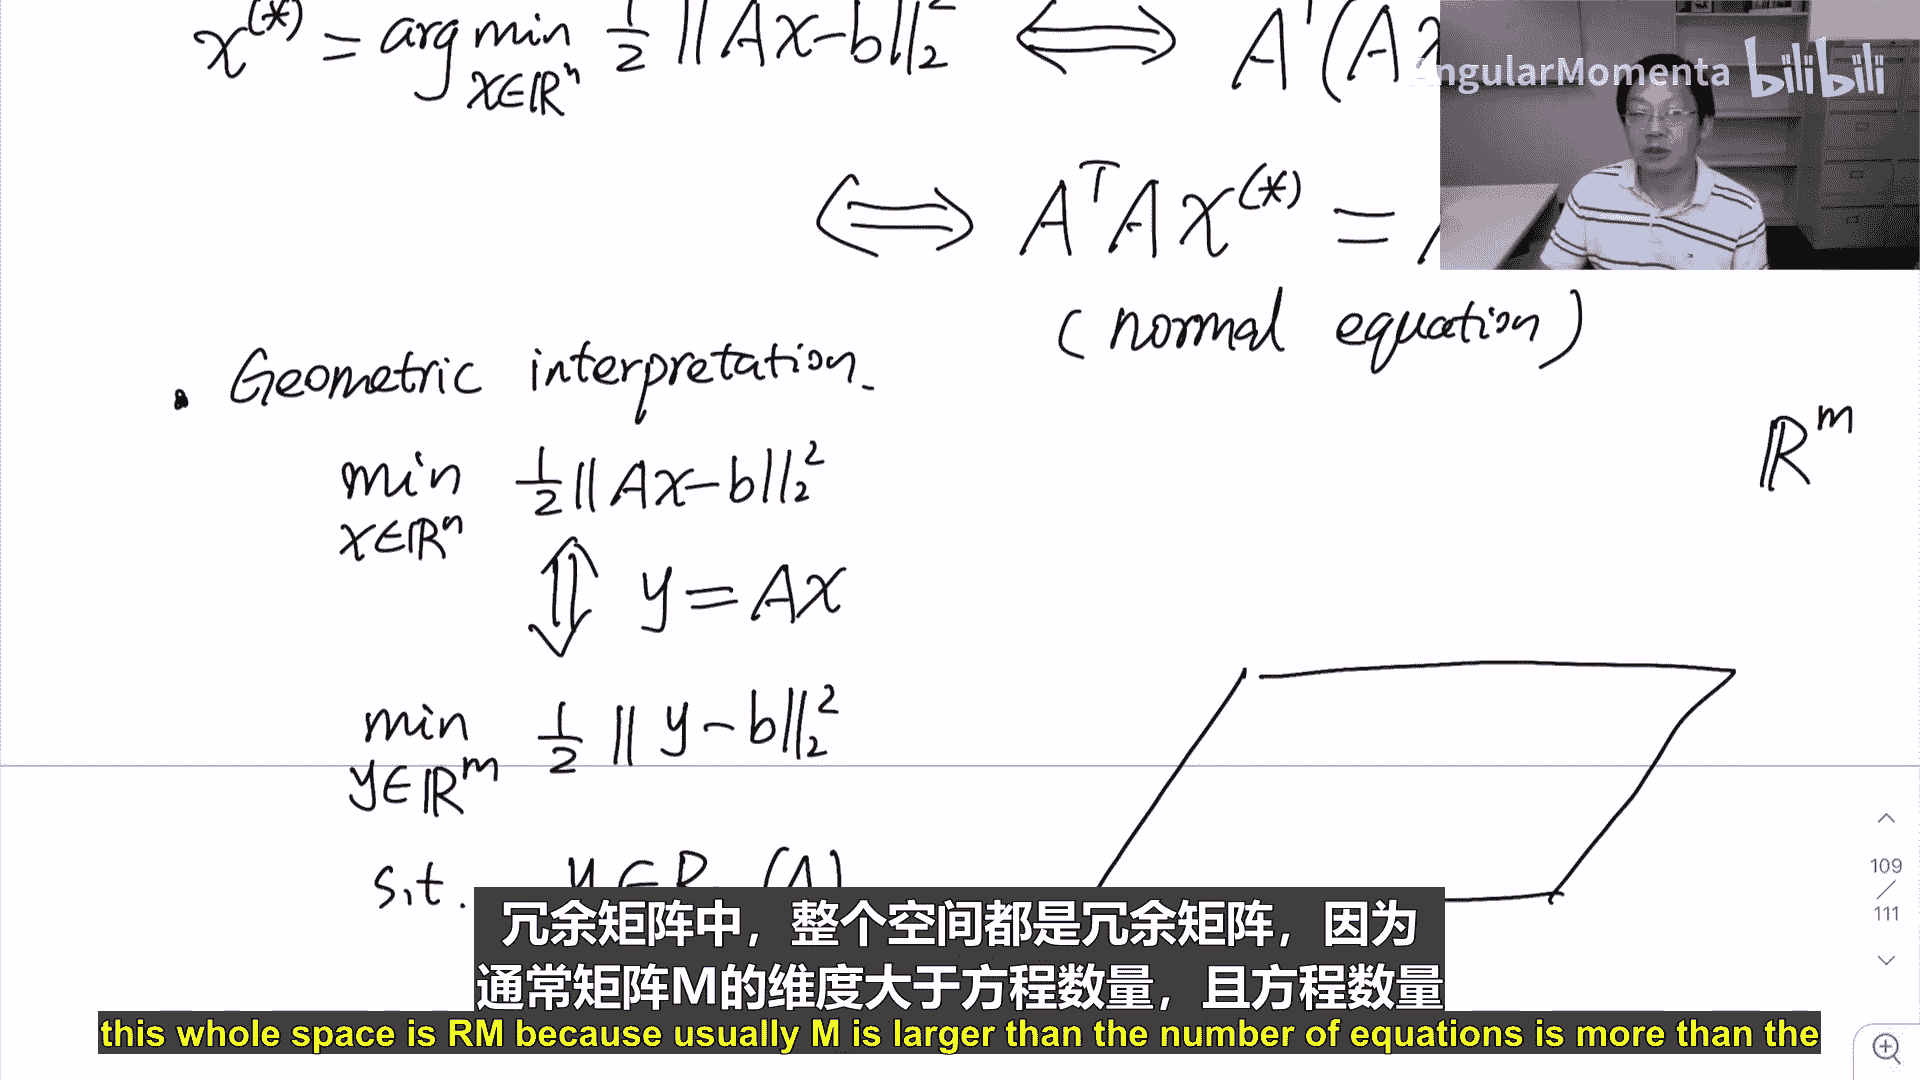 x^(*) = arg min 1/2 ||Ax-b||_2^2 ⟺ A^T(Ax
x∈ℝ^n
AngularMomenta bilibili
⟺ A^T A x^(*) =
(normal equation)
• Geometric interpretation.
ℝ^m
min 1/2 ||Ax-b||_2^2
x∈ℝ^n
⇕ y = Ax
min 1/2 ||y-b||_2^2
y∈ℝ^m
s.t. y ∈ R (A)
109
/
111
冗余矩阵中，整个空间都是冗余矩阵，因为
通常矩阵M的维度大于方程数量，且方程数量
this whole space is RM because usually M is larger than the number of equations is more than the